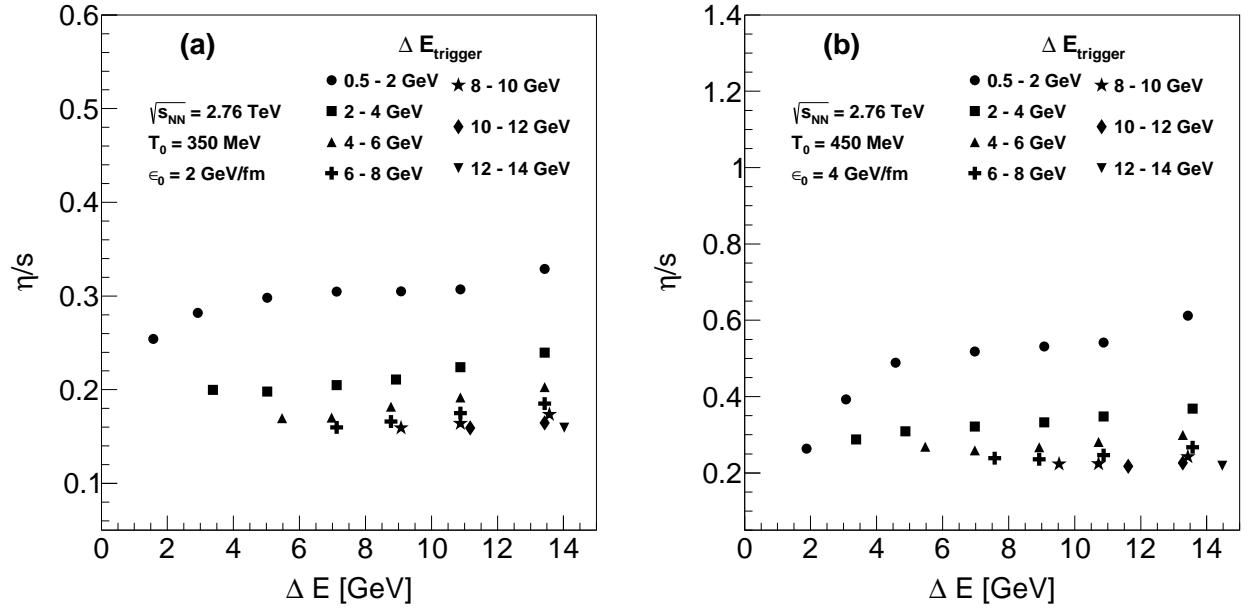 (a)
Δ E_trigger
0.5 - 2 GeV
8 - 10 GeV
√s_NN = 2.76 TeV
2 - 4 GeV
10 - 12 GeV
T_0 = 350 MeV
4 - 6 GeV
ϵ_0 = 2 GeV/fm
6 - 8 GeV
12 - 14 GeV
η/s
0.6
0.5
0.4
0.3
0.2
0.1
0 2 4 6 8 10 12 14
Δ E [GeV]
(b)
Δ E_trigger
0.5 - 2 GeV
8 - 10 GeV
√s_NN = 2.76 TeV
2 - 4 GeV
10 - 12 GeV
T_0 = 450 MeV
4 - 6 GeV
ϵ_0 = 4 GeV/fm
6 - 8 GeV
12 - 14 GeV
η/s
1.4
1.2
1
0.8
0.6
0.4
0.2
0 2 4 6 8 10 12 14
Δ E [GeV]